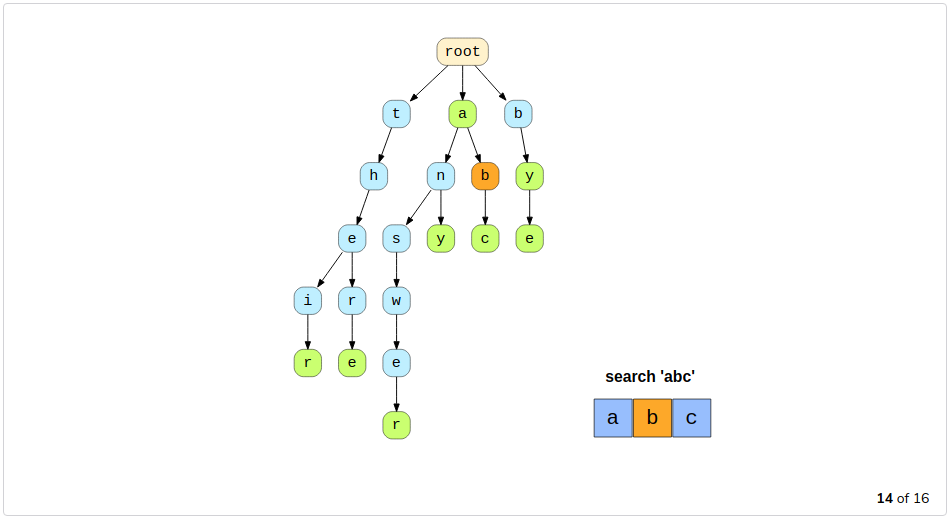 root
t a b
h n b y
e s y c e
i r w
r e e
search 'abc'
a b c
r
14 of 16